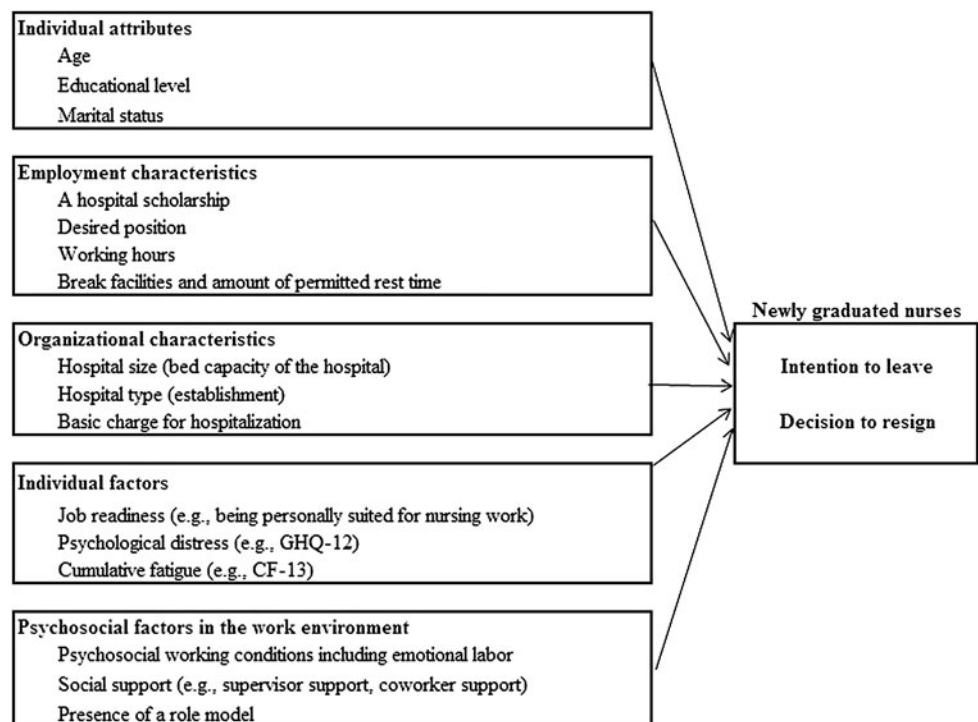 Individual attributes
Age
Educational level
Marital status
Employment characteristics
A hospital scholarship
Desired position
Working hours
Break facilities and amount of permitted rest time
Organizational characteristics
Hospital size (bed capacity of the hospital)
Hospital type (establishment)
Basic charge for hospitalization
Individual factors
Job readiness (e.g., being personally suited for nursing work)
Psychological distress (e.g., GHQ-12)
Cumulative fatigue (e.g., CF-13)
Psychosocial factors in the work environment
Psychosocial working conditions including emotional labor
Social support (e.g., supervisor support, coworker support)
Presence of a role model
Newly graduated nurses
Intention to leave
Decision to resign